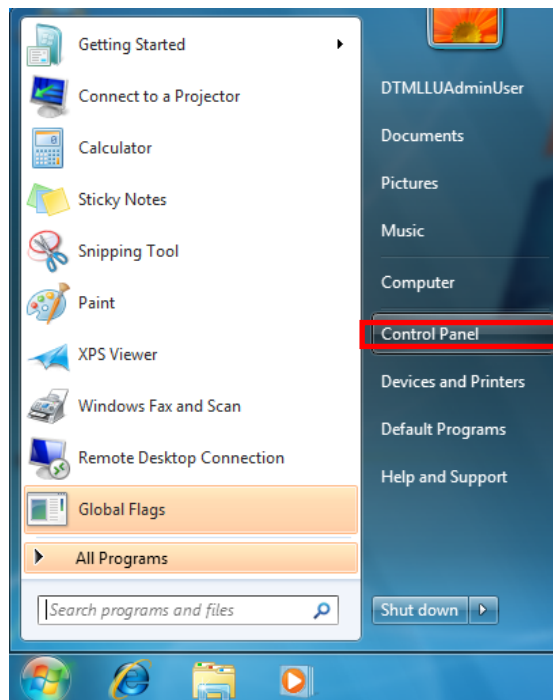 Getting Started
Connect to a Projector
Calculator
Sticky Notes
Snipping Tool
Paint
XPS Viewer
Windows Fax and Scan
Remote Desktop Connection
Global Flags
All Programs
Search programs and files
DTMLLUAdminUser
Documents
Pictures
Music
Computer
Control Panel
Devices and Printers
Default Programs
Help and Support
Shut down